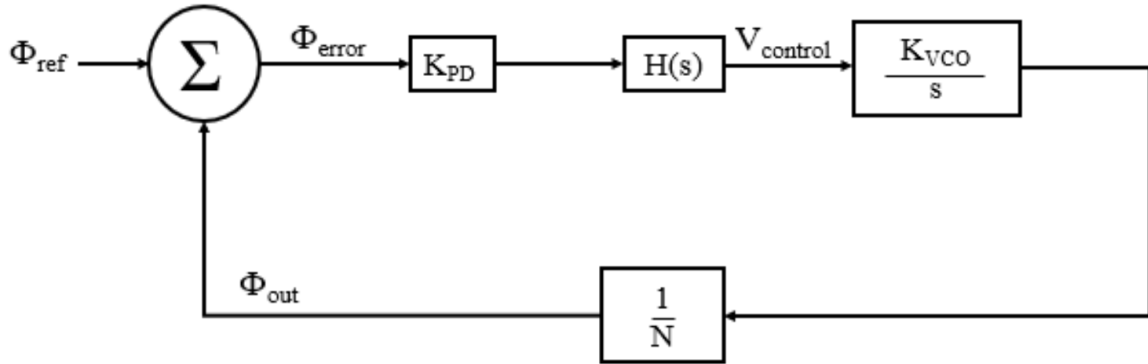 Φref
Σ
Φerror
KPD
H(s)
Vcontrol
KVCO
s
Φout
1
N